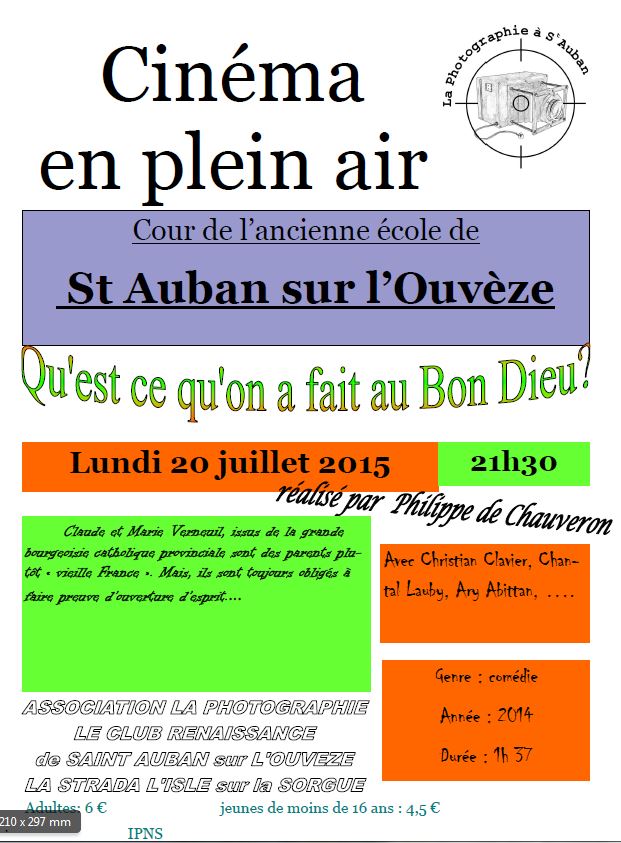 La Photographie à St Auban
Cinéma
en plein air
Cour de l'ancienne école de
St Auban sur l'Ouvèze
Qu'est ce qu'on a fait au Bon Dieu?
Lundi 20 juillet 2015
21h30
réalisé par Philippe de Chauveron
Claude et Marie Verneuil, issus de la grande
bourgeoisie catholique provinciale sont des parents plu-
tôt « vieille France ». Mais, ils sont toujours obligés à
faire preuve d'ouverture d'esprit....
Avec Christian Clavier, Chan-
tal Lauby, Ary Abittan, ....
Genre : comédie
Année : 2014
Durée : 1h 37
ASSOCIATION LA PHOTOGRAPHIE
LE CLUB RENAISSANCE
de SAINT AUBAN sur L'OUVEZE
LA STRADA L'ISLE sur la SORGUE
Adultes: 6 € jeunes de moins de 16 ans : 4,5 €
210 x 297 mm
IPNS